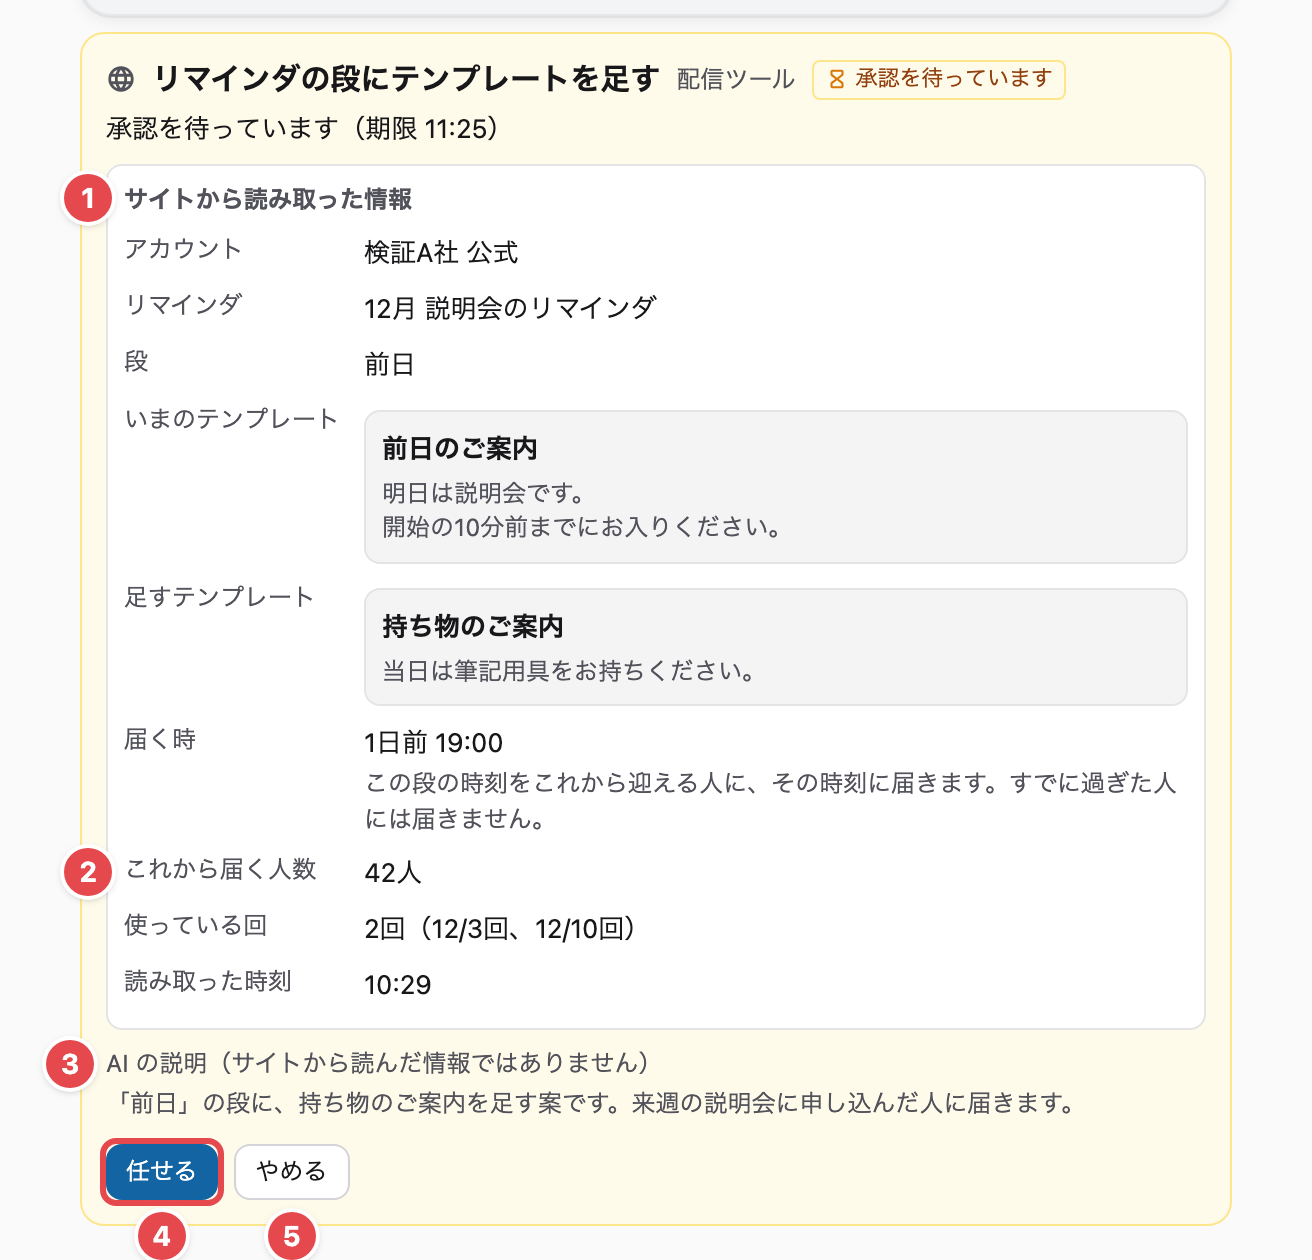 リマインダの段にテンプレートを足す 配信ツール 承認を待っています
承認を待っています（期限 11:25）
1 サイトから読み取った情報
アカウント 検証A社 公式
リマインダ 12月 説明会のリマインダ
段 前日
いまのテンプレート 前日のご案内
明日は説明会です。
開始の10分前までにお入りください。
足すテンプレート 持ち物のご案内
当日は筆記用具をお持ちください。
届く時 1日前 19:00
この段の時刻をこれから迎える人に、その時刻に届きます。すでに過ぎた人
には届きません。
2 これから届く人数 42人
使っている回 2回（12/3回、12/10回）
読み取った時刻 10:29
3 AI の説明（サイトから読んだ情報ではありません）
「前日」の段に、持ち物のご案内を足す案です。来週の説明会に申し込んだ人に届きます。
任せる やめる
4 5